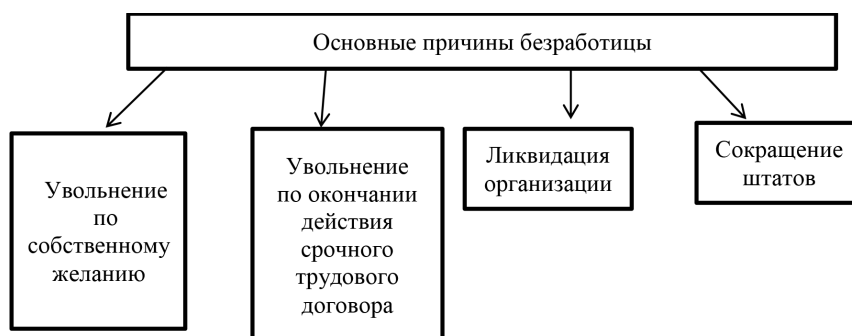 Основные причины безработицы
Увольнение
по
собственному
желанию
Увольнение
по окончании
действия
срочного
трудового
договора
Ликвидация
организации
Сокращение
штатов